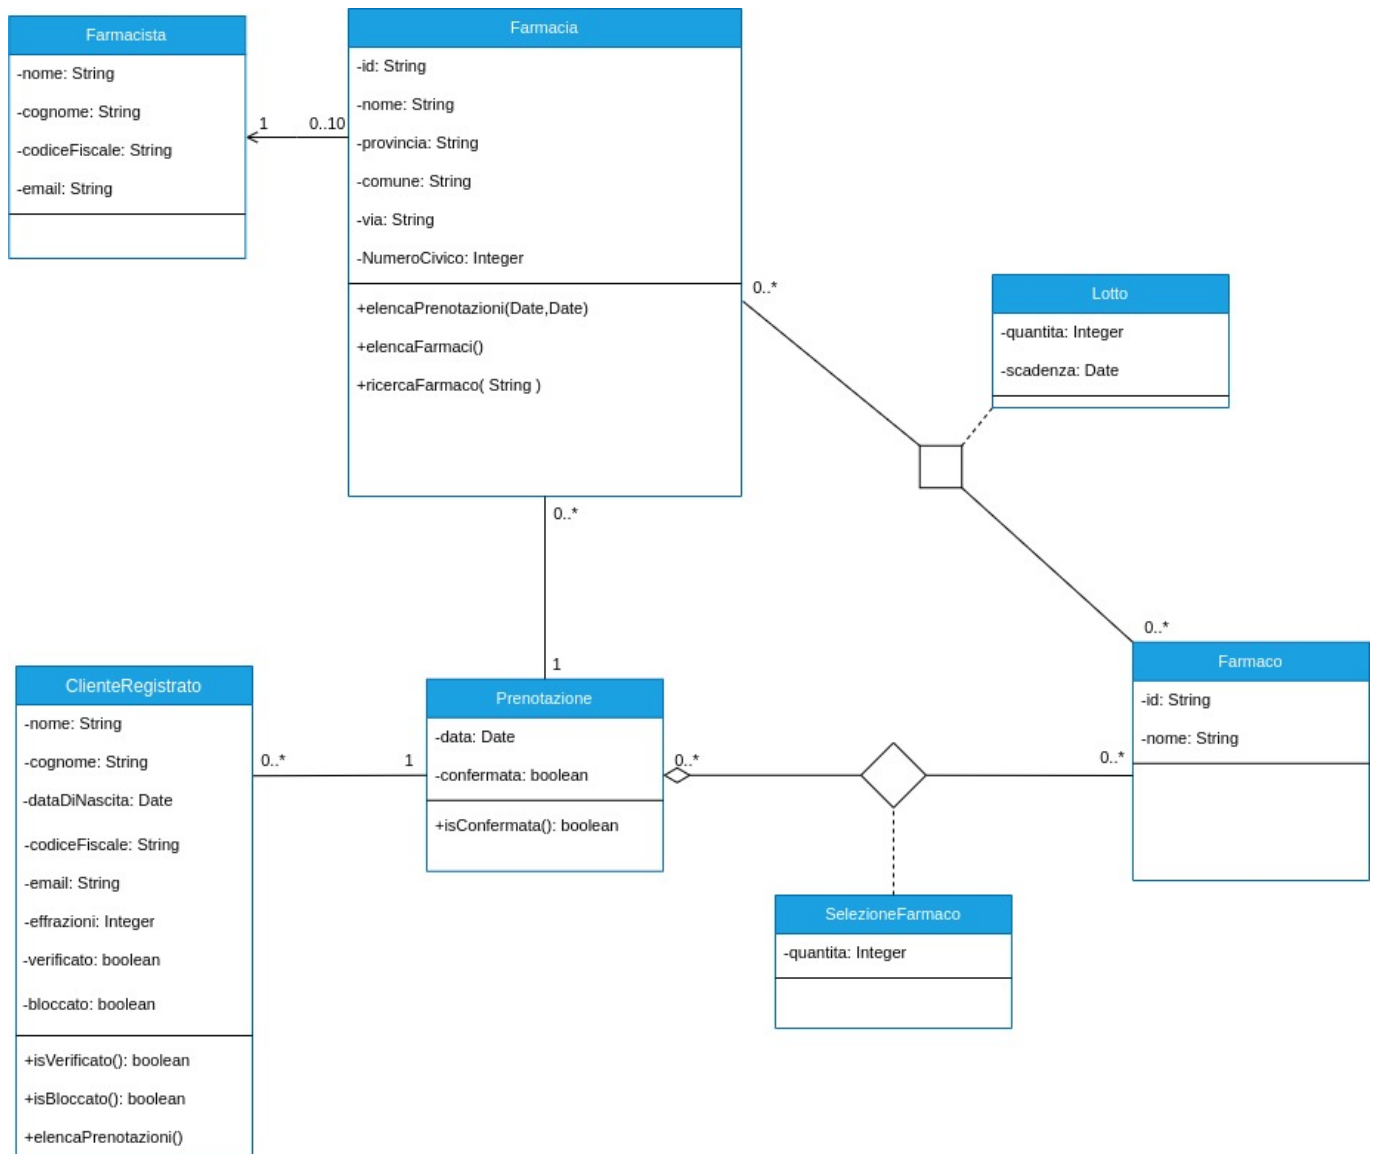 Farmacista
-nome: String
-cognome: String
-codiceFiscale: String
-email: String
1
0..10
Farmacia
-id: String
-nome: String
-provincia: String
-comune: String
-via: String
-NumeroCivico: Integer
+elencaPrenotazioni(Date,Date)
+elencaFarmaci()
+ricercaFarmaco( String )
0..*
Lotto
-quantita: Integer
-scadenza: Date
0..*
0..*
1
Farmaco
-id: String
-nome: String
ClienteRegistrato
-nome: String
-cognome: String
-dataDiNascita: Date
-codiceFiscale: String
-email: String
-effrazioni: Integer
-verificato: boolean
-bloccato: boolean
+isVerificato(): boolean
+isBloccato(): boolean
+elencaPrenotazioni()
0..*
1
Prenotazione
-data: Date
-confermata: boolean
+isConfermata(): boolean
0..*
0..*
SelezioneFarmaco
-quantita: Integer